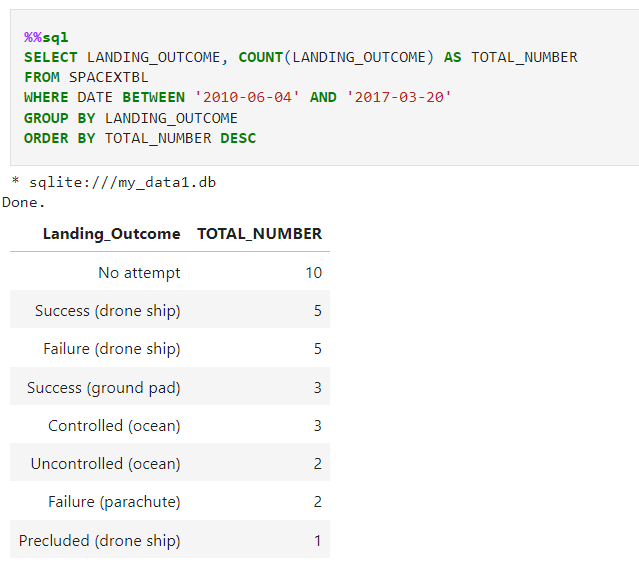 %%sql
SELECT LANDING_OUTCOME, COUNT(LANDING_OUTCOME) AS TOTAL_NUMBER
FROM SPACEXTBL
WHERE DATE BETWEEN '2010-06-04' AND '2017-03-20'
GROUP BY LANDING_OUTCOME
ORDER BY TOTAL_NUMBER DESC
* sqlite:///my_data1.db
Done.
Landing_Outcome TOTAL_NUMBER
No attempt 10
Success (drone ship) 5
Failure (drone ship) 5
Success (ground pad) 3
Controlled (ocean) 3
Uncontrolled (ocean) 2
Failure (parachute) 2
Precluded (drone ship) 1